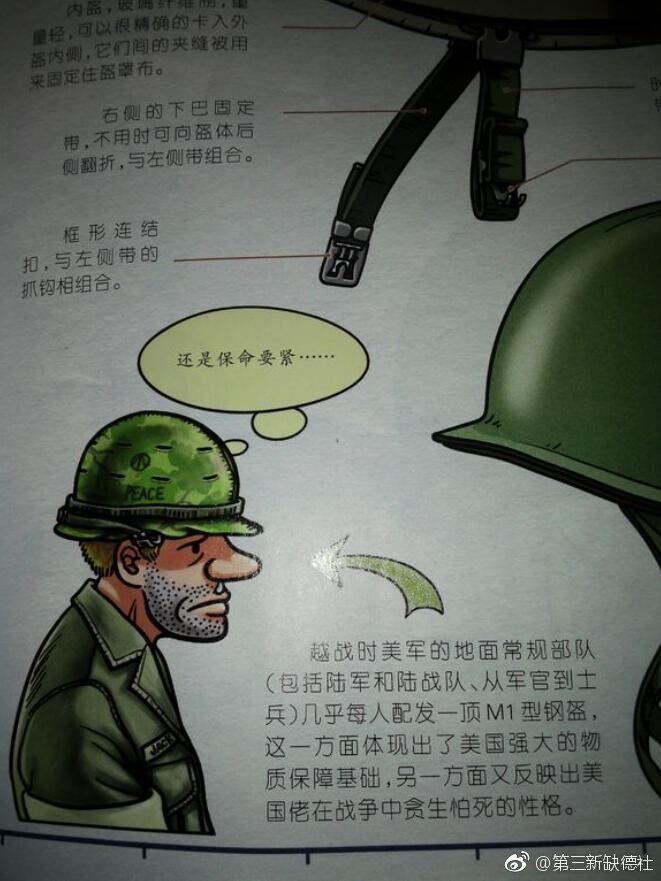 内盔，玻璃纤维制，重
量轻，可以很精确的卡入外
盔内侧，它们间的夹缝被用
来固定住盔罩布。
右侧的下巴固定
带，不用时可向盔体后
侧翻折，与左侧带组合。
框形连结
扣，与左侧带的
抓钩相组合。
还是保命要紧……
PEACE
JACK
越战时美军的地面常规部队
（包括陆军和陆战队、从军官到士
兵）几乎每人配发一顶M1型钢盔，
这一方面体现出了美国强大的物
质保障基础，另一方面又反映出美
国佬在战争中贪生怕死的性格。
@第三新缺德社